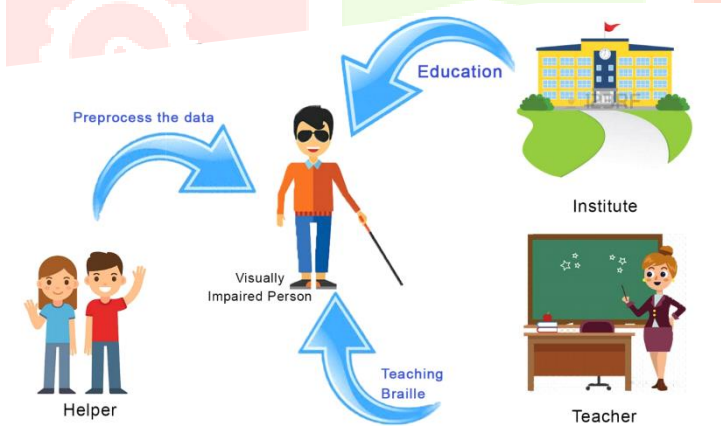 Education
Preprocess the data
Institute
Visually
Impaired Person
Teaching
Braille
Helper
Teacher